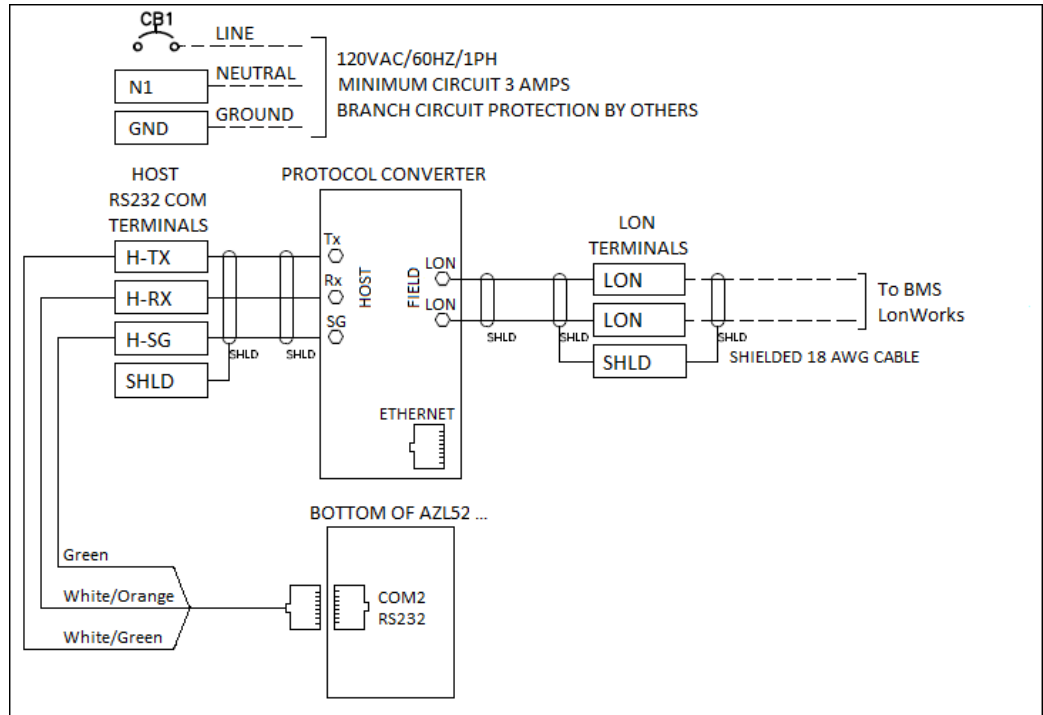 CB1
LINE
N1
NEUTRAL
GND
GROUND
120VAC/60HZ/1PH
MINIMUM CIRCUIT 3 AMPS
BRANCH CIRCUIT PROTECTION BY OTHERS
HOST
RS232 COM
TERMINALS
H-TX
H-RX
H-SG
SHLD
SHLD
SHLD
PROTOCOL CONVERTER
Tx
Rx
SG
HOST
FIELD
LON
LON
ETHERNET
SHLD
SHLD
LON
TERMINALS
LON
LON
SHLD
SHLD
SHIELDED 18 AWG CABLE
To BMS
LonWorks
BOTTOM OF AZL52 ...
COM2
RS232
Green
White/Orange
White/Green